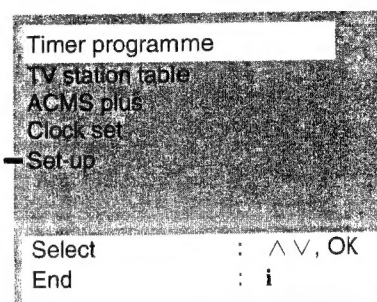 Timer programme
TV station table
ACMS plus
Clock set
Set-up
Select : ∧ ∨, OK
End : i